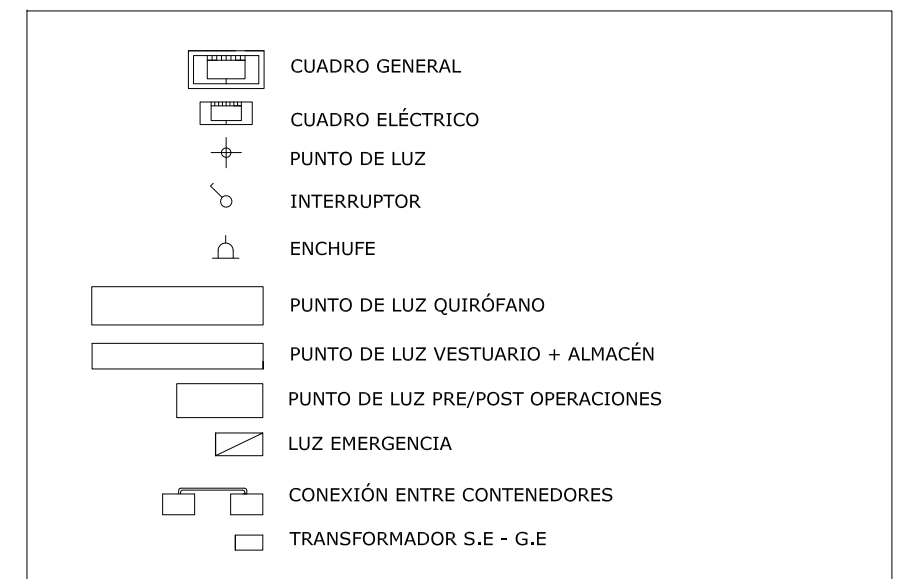 CUADRO GENERAL
CUADRO ELÉCTRICO
PUNTO DE LUZ
INTERRUPTOR
ENCHUFE
PUNTO DE LUZ QUIRÓFANO
PUNTO DE LUZ VESTUARIO + ALMACÉN
PUNTO DE LUZ PRE/POST OPERACIONES
LUZ EMERGENCIA
CONEXIÓN ENTRE CONTENEDORES
TRANSFORMADOR S.E - G.E